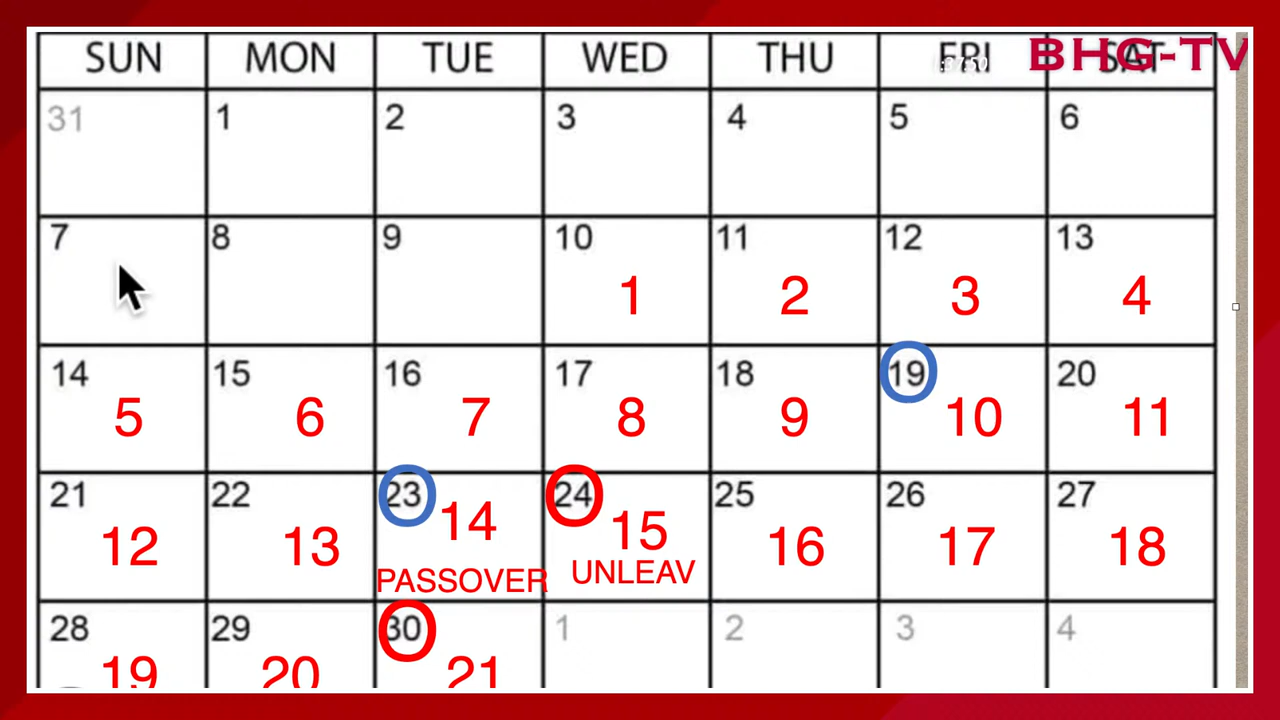 SUN MON TUE WED THU FRI SAT
BHG-TV
31 1 2 3 4 5 6
7 8 9 10 11 12 13
1 2 3 4
14 15 16 17 18 19 20
5 6 7 8 9 10 11
21 22 23 24 25 26 27
12 13 14 15 16 17 18
PASSOVER UNLEAV
28 29 30 1 2 3 4
19 20 21